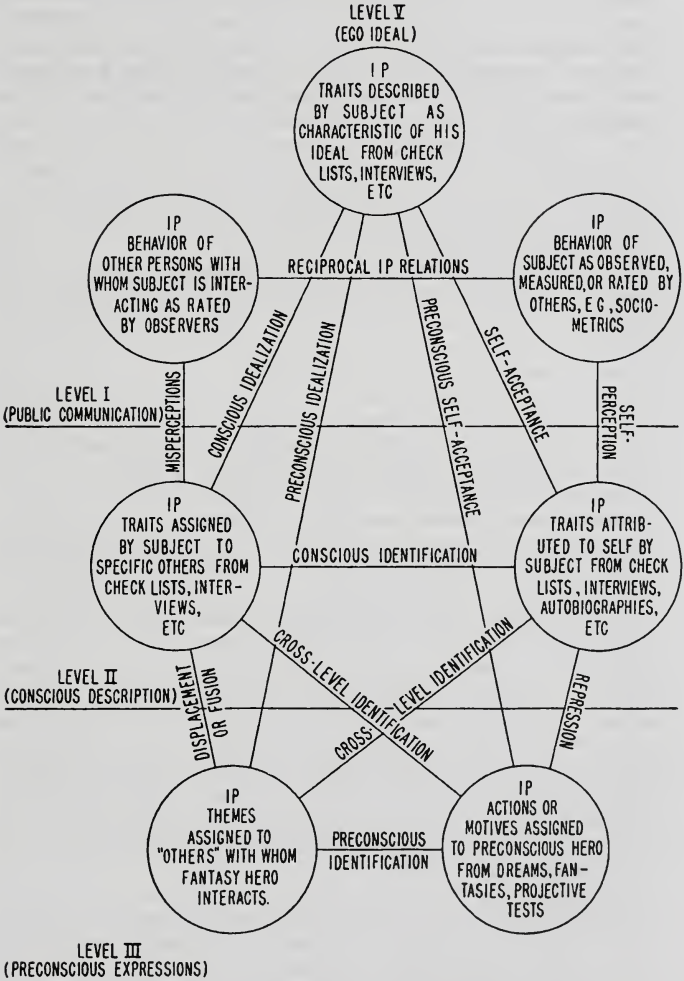 LEVEL V
(EGO IDEAL)
IP
TRAITS DESCRIBED
BY SUBJECT AS
CHARACTERISTIC OF HIS
IDEAL FROM CHECK
LISTS, INTERVIEWS,
ETC
IP
BEHAVIOR OF
OTHER PERSONS WITH
WHOM SUBJECT IS INTER-
ACTING AS RATED
BY OBSERVERS
RECIPROCAL IP RELATIONS
IP
BEHAVIOR OF
SUBJECT AS OBSERVED,
MEASURED, OR RATED BY
OTHERS, E G, SOCIO-
METRICS
LEVEL I
(PUBLIC COMMUNICATION)
MISPERCEPTIONS
CONSCIOUS IDEALIZATION
PRECONSCIOUS IDEALIZATION
PRECONSCIOUS SELF-ACCEPTANCE
SELF-ACCEPTANCE
SELF-
PERCEPTION
IP
TRAITS ASSIGNED
BY SUBJECT TO
SPECIFIC OTHERS FROM
CHECK LISTS, INTER-
VIEWS,
ETC
CONSCIOUS IDENTIFICATION
IP
TRAITS ATTRIB-
UTED TO SELF BY
SUBJECT FROM CHECK
LISTS, INTERVIEWS,
AUTOBIOGRAPHIES,
ETC
LEVEL II
(CONSCIOUS DESCRIPTION)
DISPLACEMENT
OR FUSION
CROSS-LEVEL IDENTIFICATION
CROSS-LEVEL IDENTIFICATION
REPRESSION
IP
THEMES
ASSIGNED TO
"OTHERS" WITH WHOM
FANTASY HERO
INTERACTS.
PRECONSCIOUS
IDENTIFICATION
IP
ACTIONS OR
MOTIVES ASSIGNED
TO PRECONSCIOUS HERO
FROM DREAMS, FAN-
TASIES, PROJECTIVE
TESTS
LEVEL III
(PRECONSCIOUS EXPRESSIONS)